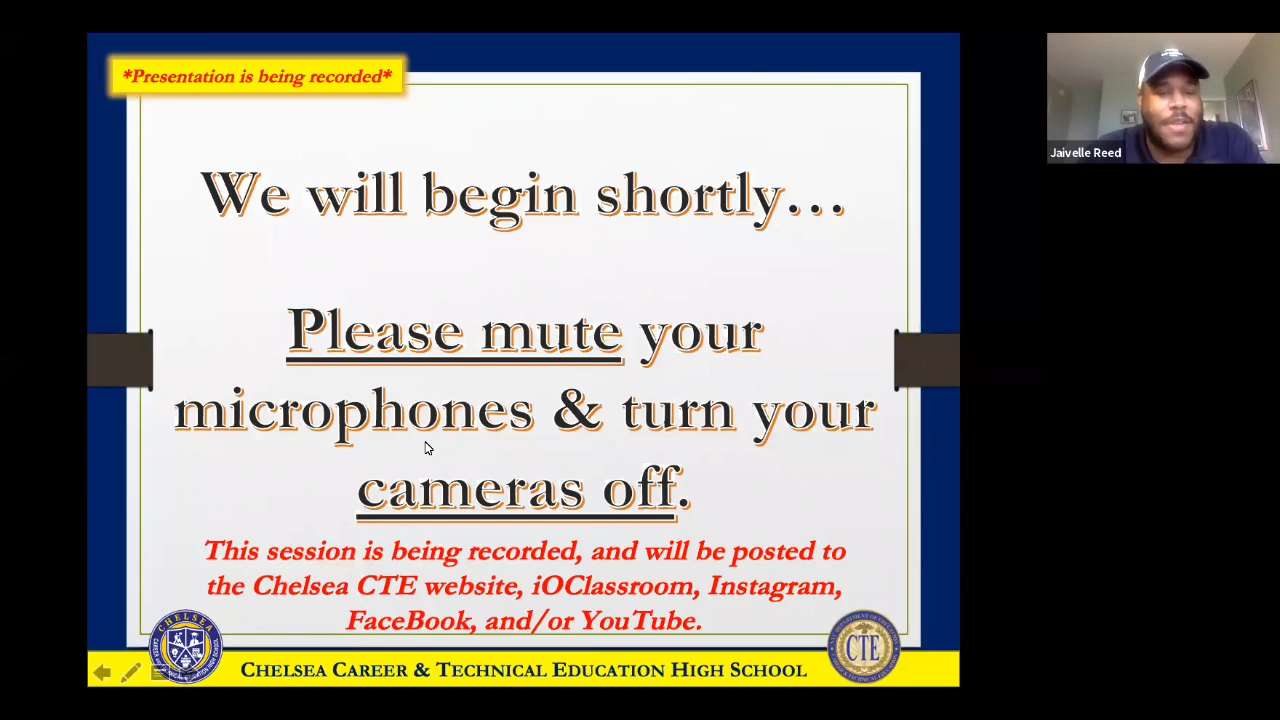 *Presentation is being recorded*
Jaivelle Reed
We will begin shortly…
Please mute your
microphones & turn your
cameras off.
This session is being recorded, and will be posted to
the Chelsea CTE website, iOClassroom, Instagram,
FaceBook, and/or YouTube.
CHELSEA
CTE
CHELSEA CAREER & TECHNICAL EDUCATION HIGH SCHOOL